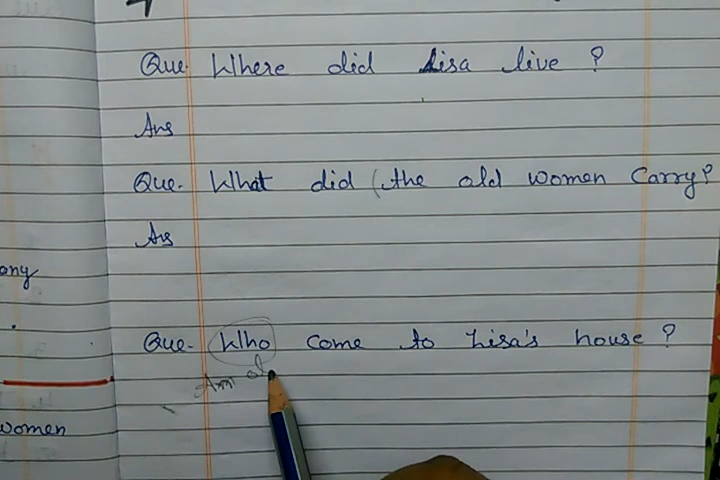 Que. Where did Lisa live ?
Ans
Que. What did (the old women carry?
Ans
ony
Que. Who come to Lisa's house ?
women